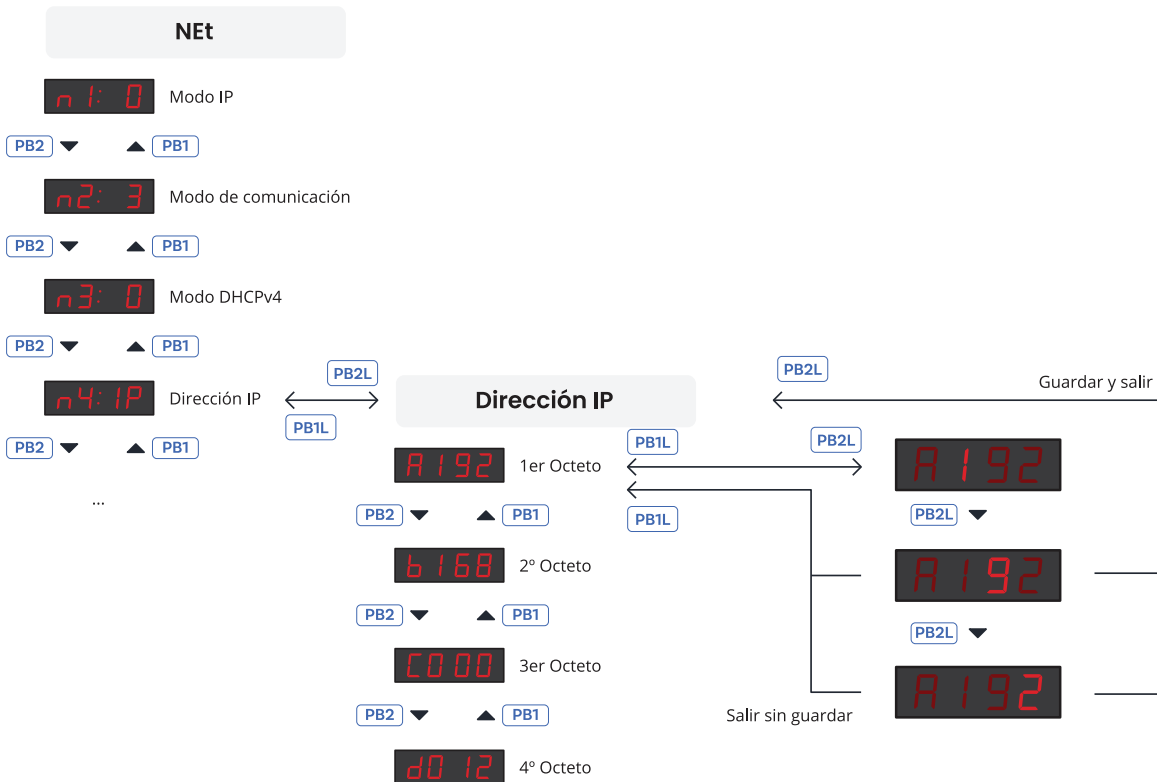 NEt
n1: 0 Modo IP
PB2 PB1
n2: 3 Modo de comunicación
PB2 PB1
n3: 0 Modo DHCPv4
PB2 PB1
n4:IP Dirección IP
PB2 PB1
...
PB2L
PB1L
Dirección IP
A192 1er Octeto
PB2 PB1
b168 2º Octeto
PB2 PB1
C000 3er Octeto
PB2 PB1
d012 4º Octeto
PB2L
Guardar y salir
PB1L PB2L
PB1L
A192
PB2L
A192
PB2L
A192
Salir sin guardar